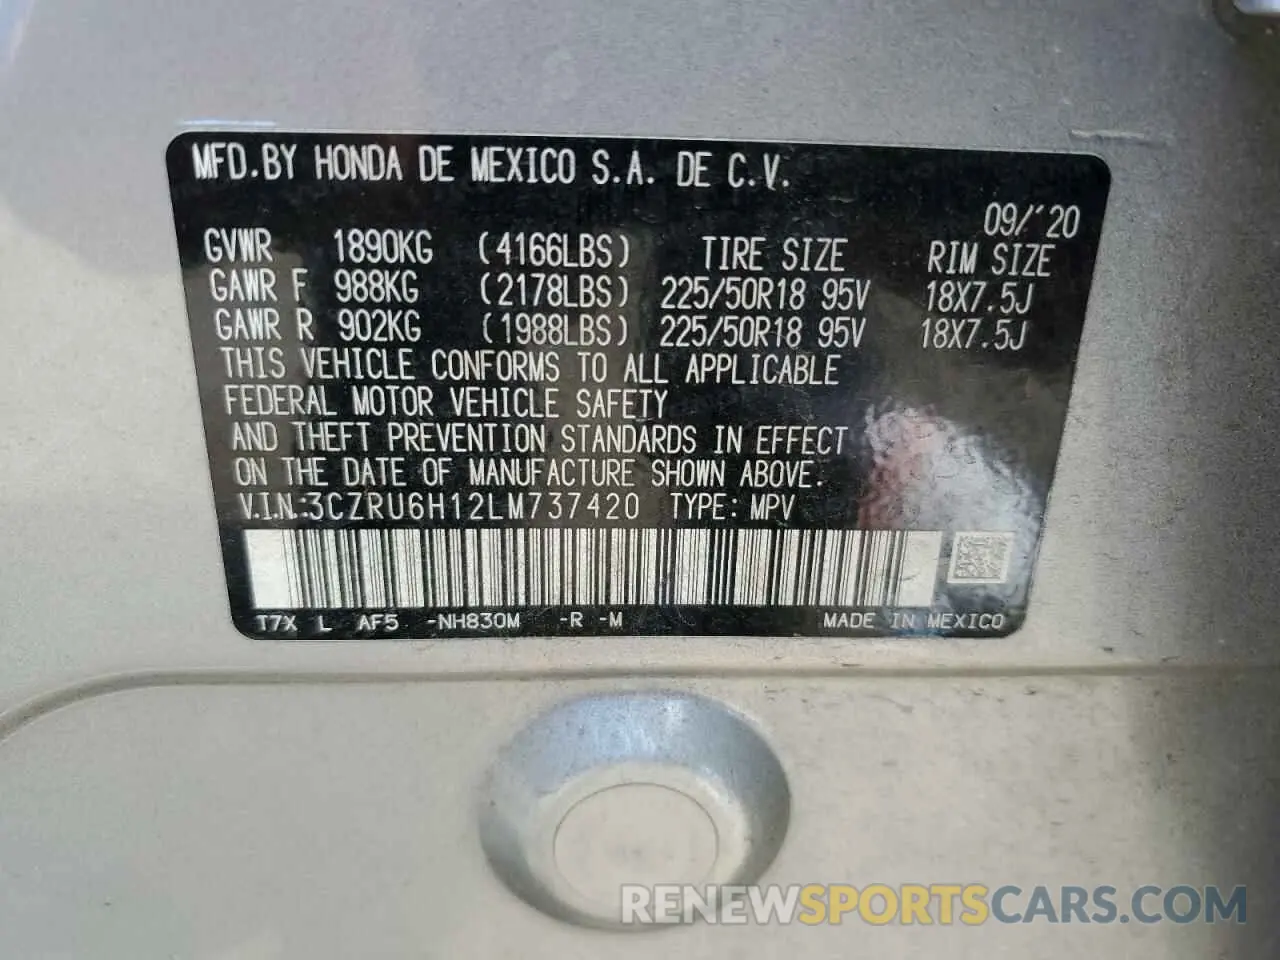 MFD.BY HONDA DE MEXICO S.A. DE C.V.
09/'20
GVWR 1890KG (4166LBS) TIRE SIZE RIM SIZE
GAWR F 988KG (2178LBS) 225/50R18 95V 18X7.5J
GAWR R 902KG (1988LBS) 225/50R18 95V 18X7.5J
THIS VEHICLE CONFORMS TO ALL APPLICABLE
FEDERAL MOTOR VEHICLE SAFETY
AND THEFT PREVENTION STANDARDS IN EFFECT
ON THE DATE OF MANUFACTURE SHOWN ABOVE.
V.I.N.:3CZRU6H12LM737420 TYPE: MPV
T7X L AF5 -NH830M -R -M MADE IN MEXICO
RENEWSPORTSCARS.COM